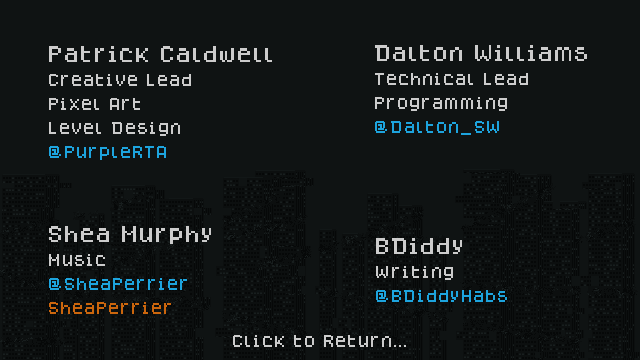 Patrick Caldwell
Creative Lead
Pixel Art
Level Design
@PurpleRTA
Dalton Williams
Technical Lead
Programming
@Dalton_SW
Shea Murphy
Music
@SheaPerrier
SheaPerrier
BDiddy
Writing
@BDiddyHabs
Click to Return...